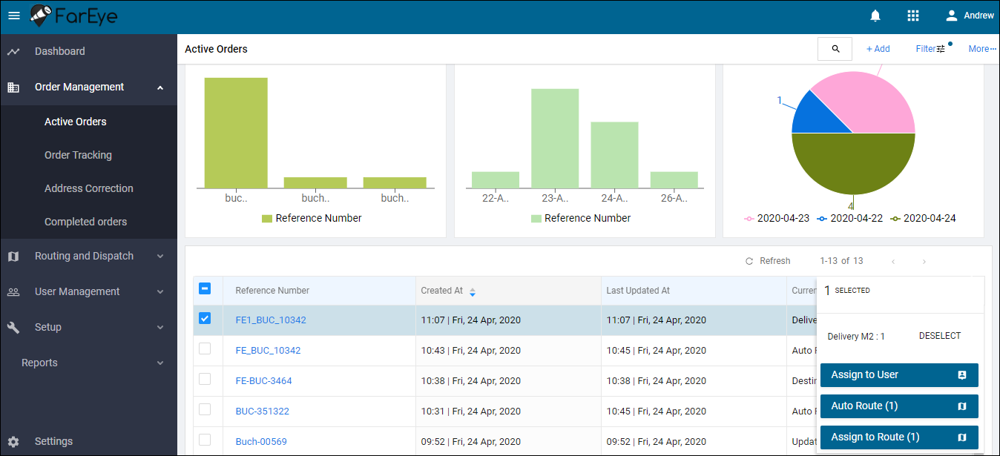 FarEye
Andrew
Dashboard
Order Management
Active Orders
Order Tracking
Address Correction
Completed orders
Routing and Dispatch
User Management
Setup
Reports
Settings
Active Orders
+ Add
Filter
More
buc..
buch..
buch..
Reference Number
22-A..
23-A..
24-A..
26-A..
Reference Number
1
4
2020-04-23 2020-04-22 2020-04-24
Refresh 1-13 of 13
Reference Number Created At Last Updated At Curren
FE1_BUC_10342 11:07 | Fri, 24 Apr, 2020 11:07 | Fri, 24 Apr, 2020 Delive
FE_BUC_10342 10:43 | Fri, 24 Apr, 2020 10:45 | Fri, 24 Apr, 2020 Auto
FE-BUC-3464 10:38 | Fri, 24 Apr, 2020 10:38 | Fri, 24 Apr, 2020 Destin
BUC-351322 10:31 | Fri, 24 Apr, 2020 10:45 | Fri, 24 Apr, 2020 Auto
Buch-00569 09:52 | Fri, 24 Apr, 2020 09:52 | Fri, 24 Apr, 2020 Updat
1 SELECTED
Delivery M2 : 1 DESELECT
Assign to User
Auto Route (1)
Assign to Route (1)